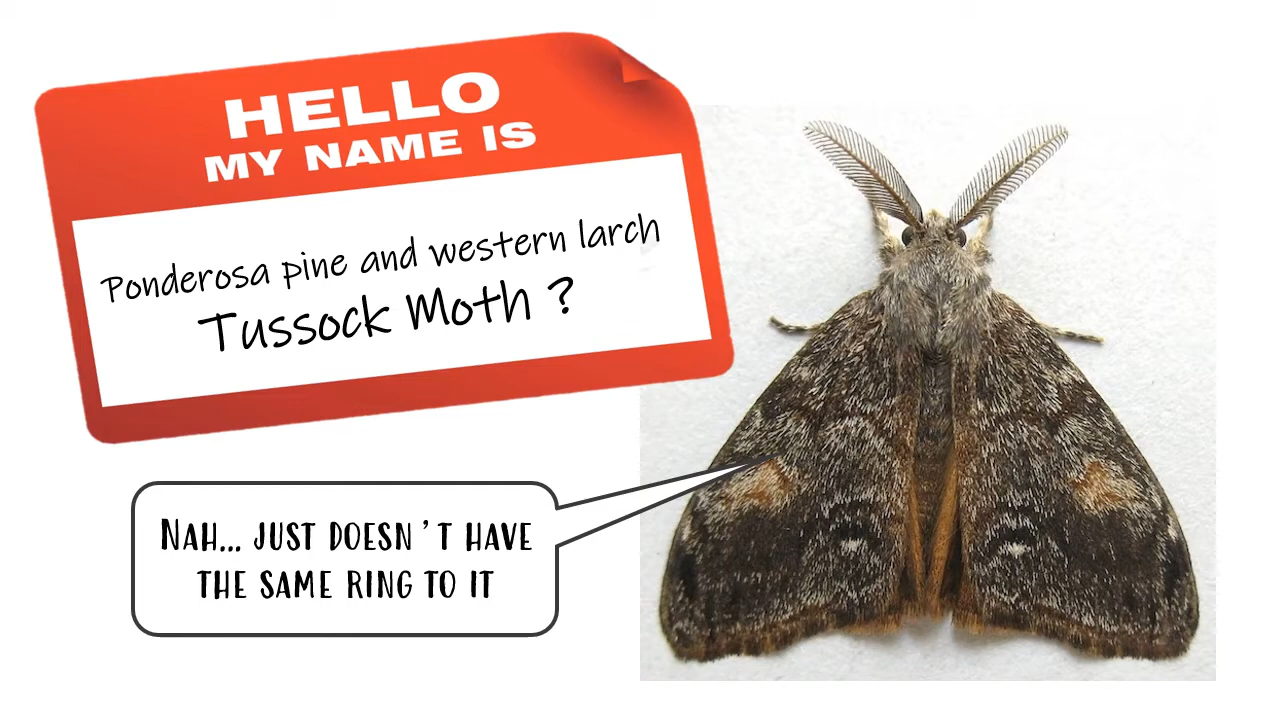 HELLO
MY NAME IS
Ponderosa pine and western larch
Tussock Moth ?
NAH... JUST DOESN'T HAVE
THE SAME RING TO IT